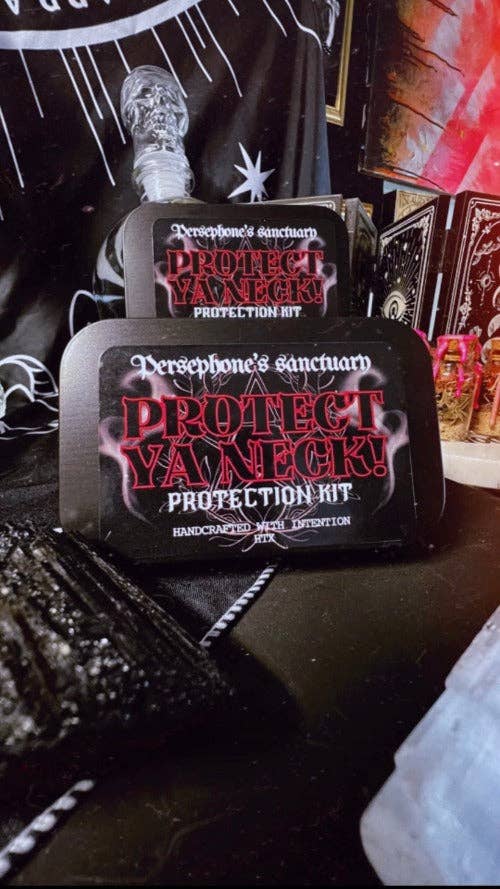 Persephone's sanctuary
PROTECT
YA NECK!
PROTECTION KIT
Persephone's sanctuary
PROTECT
YA NECK!
PROTECTION KIT
HANDCRAFTED WITH INTENTION
HTX